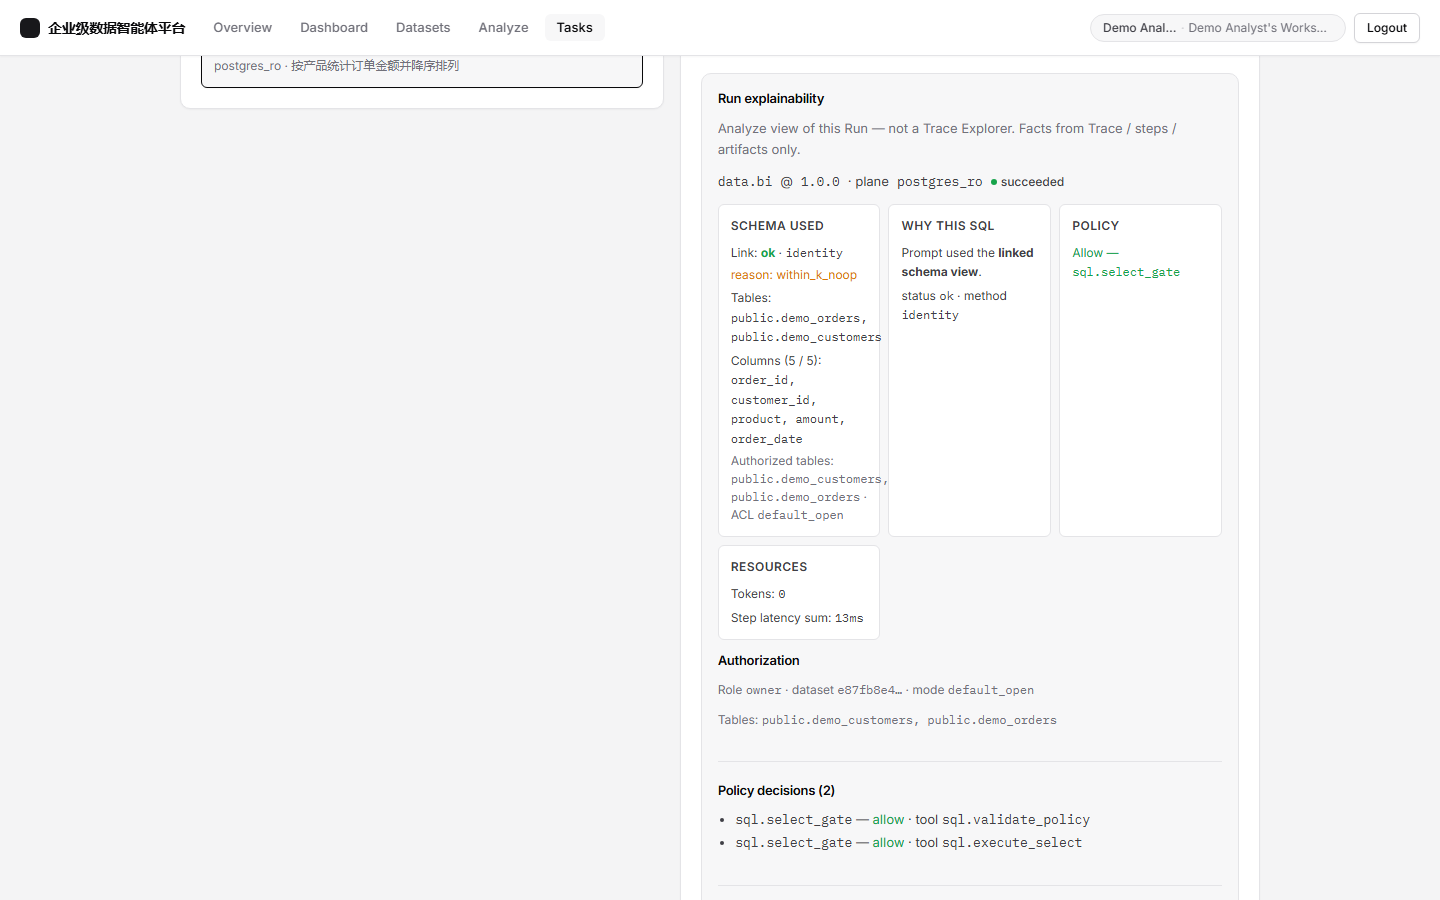 企业级数据智能体平台 Overview Dashboard Datasets Analyze Tasks Demo Anal... · Demo Analyst's Works... Logout
postgres_ro · 按产品统计订单金额并降序排列
Run explainability
Analyze view of this Run — not a Trace Explorer. Facts from Trace / steps /
artifacts only.
data.bi @ 1.0.0 · plane postgres_ro succeeded
SCHEMA USED
Link: ok · identity
reason: within_k_noop
Tables:
public.demo_orders,
public.demo_customers
Columns (5 / 5):
order_id,
customer_id,
product, amount,
order_date
Authorized tables:
public.demo_customers,
public.demo_orders ·
ACL default_open
WHY THIS SQL
Prompt used the linked
schema view.
status ok · method
identity
POLICY
Allow —
sql.select_gate
RESOURCES
Tokens: 0
Step latency sum: 13ms
Authorization
Role owner · dataset e87fb8e4… · mode default_open
Tables: public.demo_customers, public.demo_orders
Policy decisions (2)
• sql.select_gate — allow · tool sql.validate_policy
• sql.select_gate — allow · tool sql.execute_select